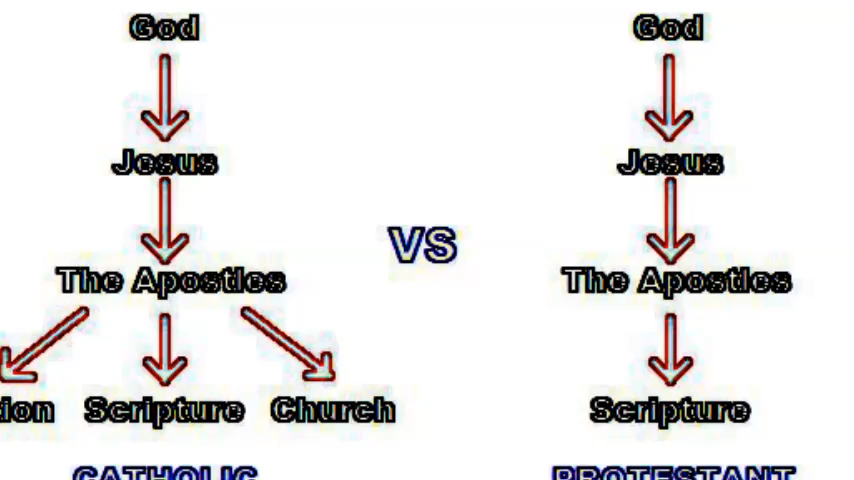 God
Jesus
The Apostles
Scripture Church
CATHOLIC
VS
God
Jesus
The Apostles
Scripture
PROTESTANT